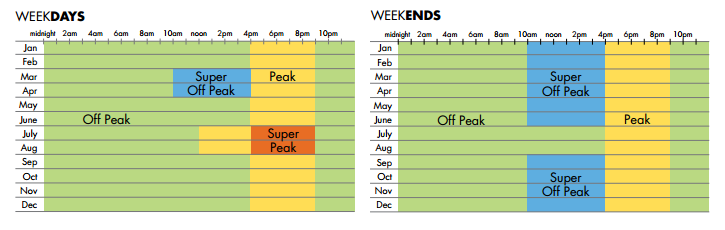 WEEKDAYS
midnight 2am 4am 6am 8am 10am noon 2pm 4pm 6pm 8pm 10pm
Jan
Feb
Mar Super Peak
Apr Off Peak
May
June Off Peak
July Super
Aug Peak
Sep
Oct
Nov
Dec
WEEKENDS
midnight 2am 4am 6am 8am 10am noon 2pm 4pm 6pm 8pm 10pm
Jan
Feb
Mar Super
Apr Off Peak
May
June Off Peak Peak
July
Aug
Sep
Oct Super
Nov Off Peak
Dec